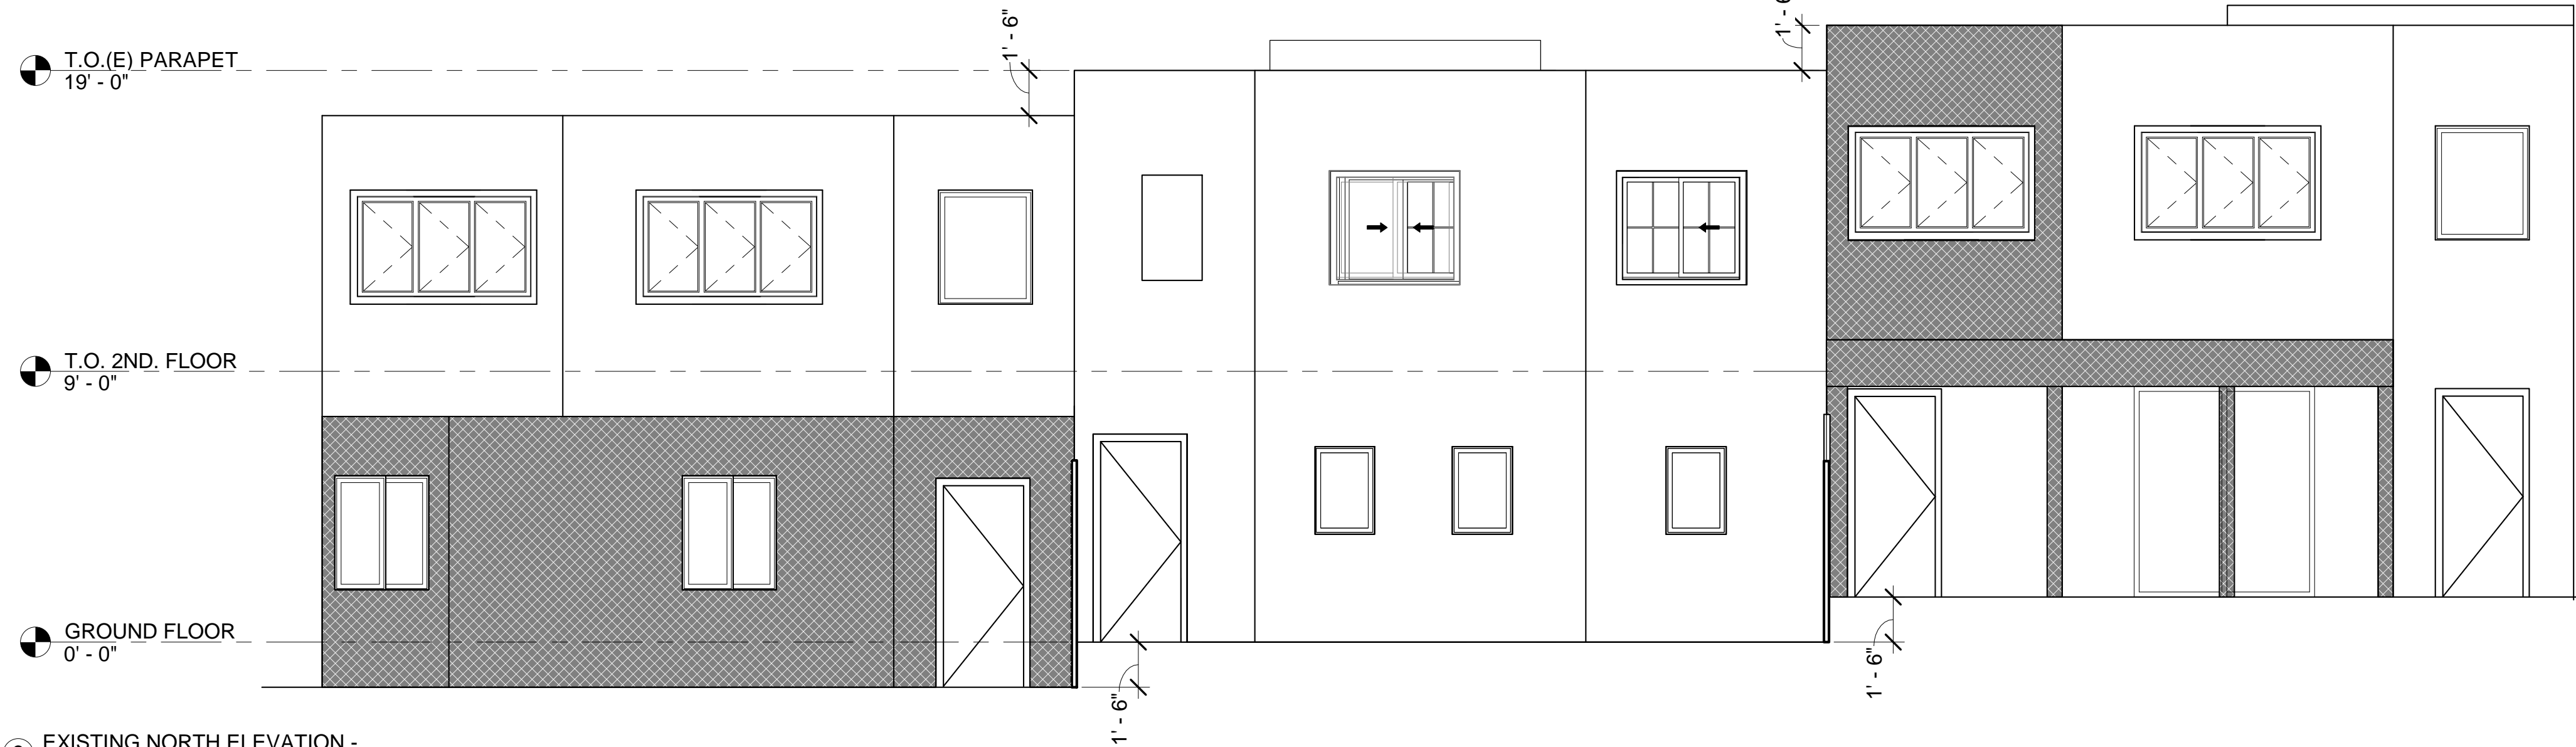 T.O.(E) PARAPET
19' - 0"
1' - 6"
T.O. 2ND. FLOOR
9' - 0"
GROUND FLOOR
0' - 0"
1' - 6"
1' - 6"
EXISTING NORTH ELEVATION -